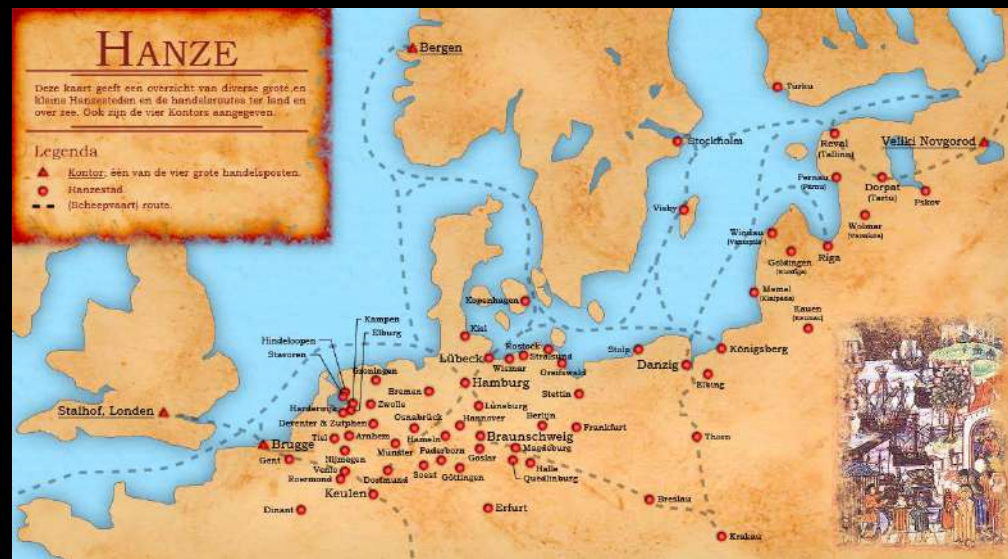 HANZE
Deze kaart geeft een overzicht van diverse grote en
kleine Hanzesteden en de handelsroutes ter land en
over zee. Ook zijn de vier Kontors aangegeven.
Legenda
Kontor; één van de vier grote handelsposten.
Hanzestad
(Scheepvaart) route.
Bergen
Turku
Stockholm
Reval
(Tallinn)
Veliki Novgorod
Pernau
(Pärnu)
Dorpat
(Tartu)
Pskov
Visby
Wolmar
Windau
Riga
Goldingen
Memel
(Klaipeda)
Kauen
Kopenhagen
Kampen
Elburg
Hindeloopen
Stavoren
Kiel
Rostock
Lübeck
Wismar
Stralsund
Greifswald
Stolp
Danzig
Königsberg
Elbing
Groningen
Bremen
Hamburg
Stettin
Harderwijk
Zwolle
Lüneburg
Stalhof, Londen
Deventer & Zutphen
Osnabrück
Hannover
Berlijn
Frankfurt
Brugge
Tiel
Arnhem
Hameln
Braunschweig
Thorn
Gent
Nijmegen
Munster
Paderborn
Goslar
Magdeburg
Venlo
Roermond
Dortmund
Soest
Göttingen
Halle
Quedlinburg
Keulen
Breslau
Dinant
Erfurt
Krakau